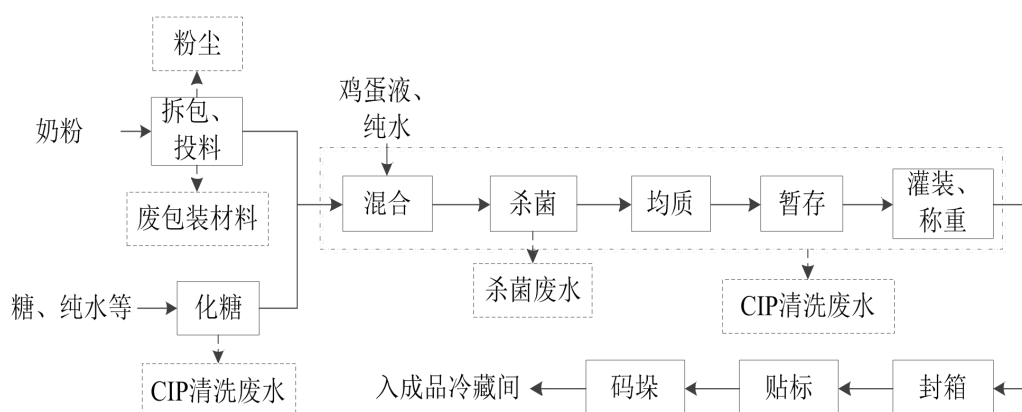 粉尘
奶粉
拆包、
投料
废包装材料
鸡蛋液、
纯水
混合
杀菌
均质
暂存
灌装、
称重
杀菌废水
CIP清洗废水
糖、纯水等
化糖
CIP清洗废水
入成品冷藏间
码垛
贴标
封箱